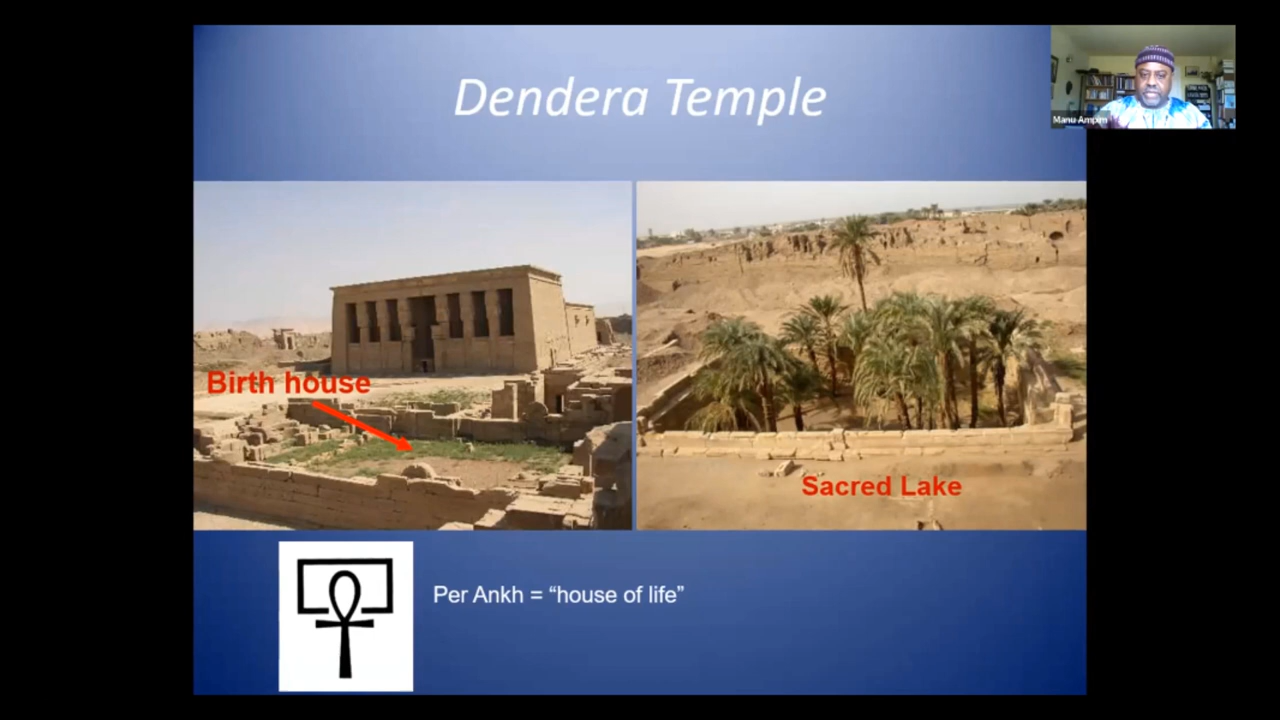 Dendera Temple
Manu Ampim
Birth house
Sacred Lake
Per Ankh = “house of life”